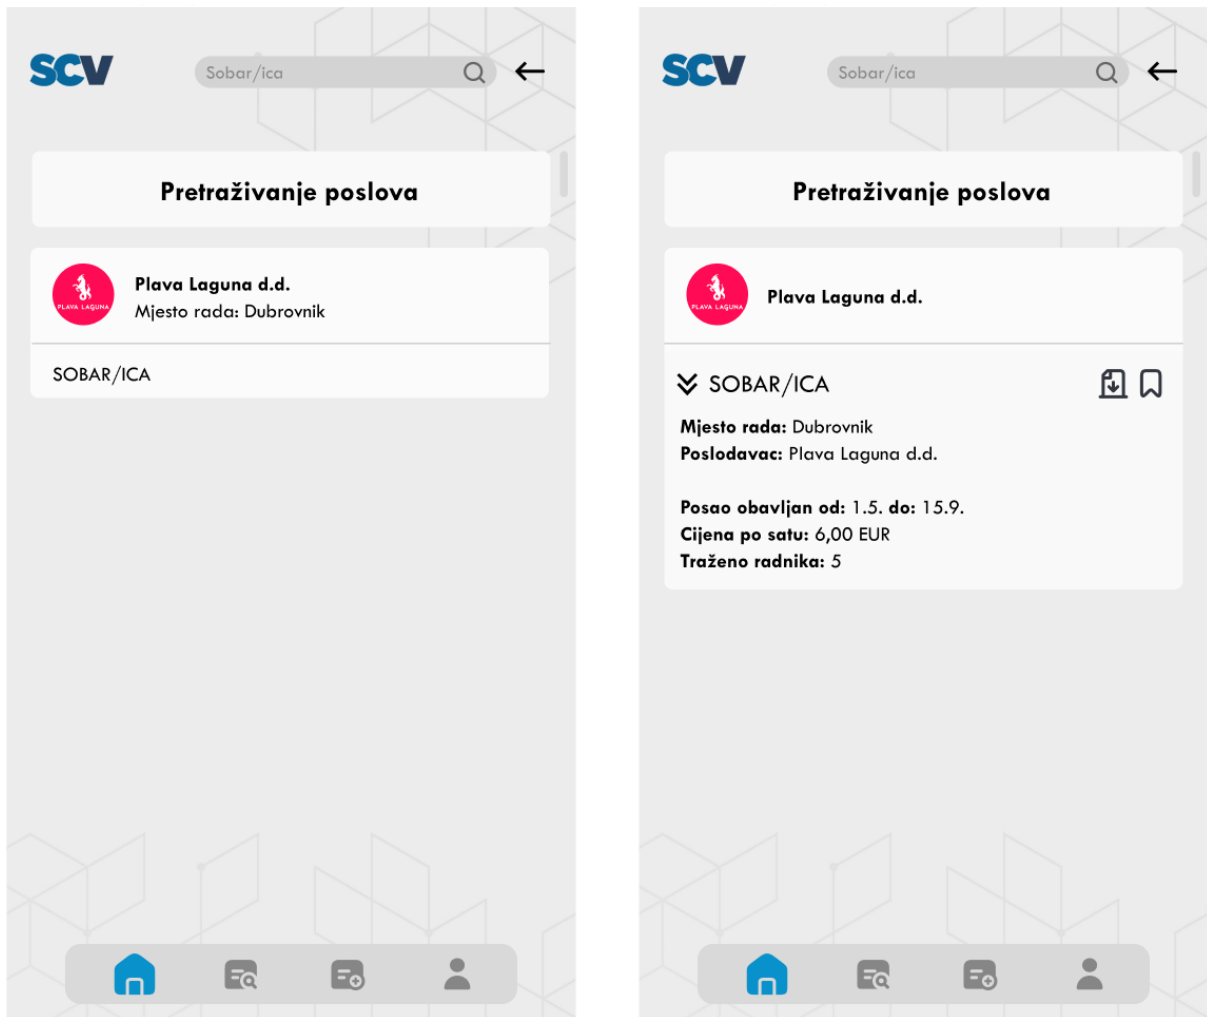 SCV
Sobar/ica
Pretraživanje poslova
PLAVA LAGUNA
Plava Laguna d.d.
Mjesto rada: Dubrovnik
SOBAR/ICA
SCV
Sobar/ica
Pretraživanje poslova
PLAVA LAGUNA
Plava Laguna d.d.
SOBAR/ICA
Mjesto rada: Dubrovnik
Poslodavac: Plava Laguna d.d.
Posao obavljan od: 1.5. do: 15.9.
Cijena po satu: 6,00 EUR
Traženo radnika: 5